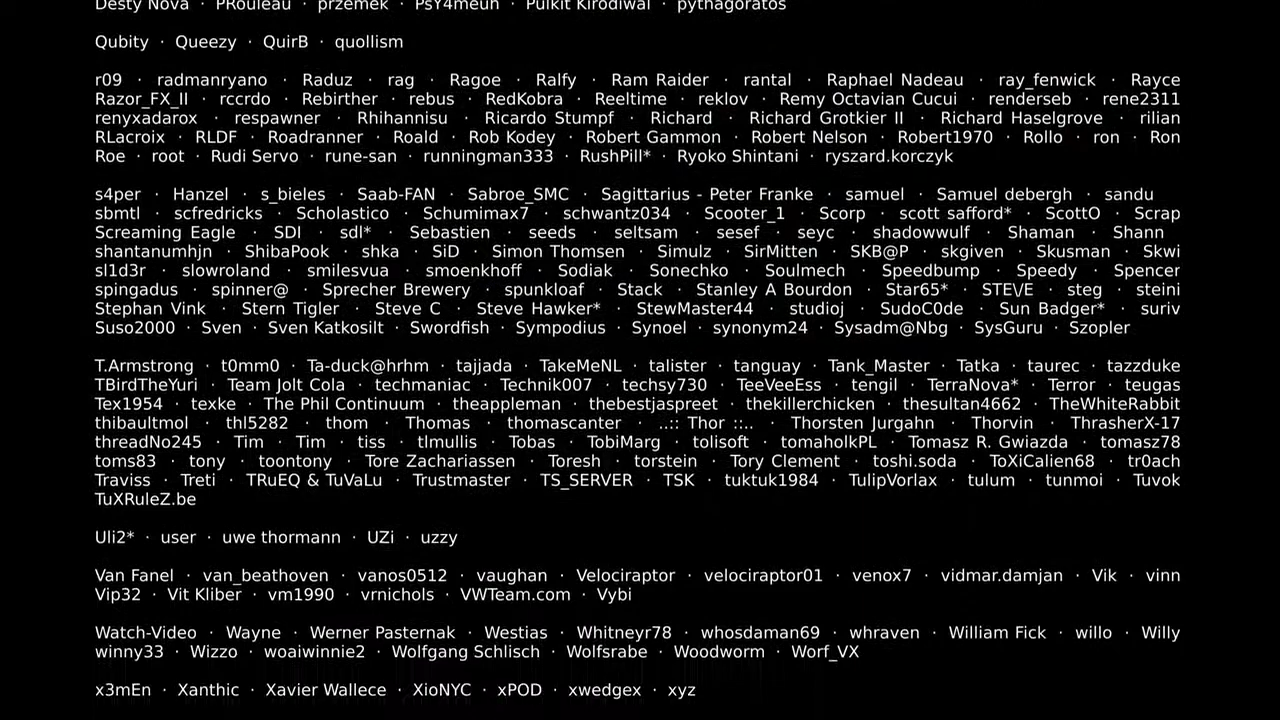 Desty Nova · PRouleau · przemek · PsY4meuh · Pulkit Kirodiwal · pythagoratos
Qubity · Queezy · QuirB · quollism
r09 · radmanryano · Raduz · rag · Ragoe · Ralfy · Ram Raider · rantal · Raphael Nadeau · ray_fenwick · Rayce
Razor_FX_II · rccrdo · Rebirther · rebus · RedKobra · Reeltime · reklov · Remy Octavian Cucui · renderseb · rene2311
renyxadarox · respawner · Rhihannisu · Ricardo Stumpf · Richard · Richard Grotkier II · Richard Haselgrove · rilian
RLacroix · RLDF · Roadranner · Roald · Rob Kodey · Robert Gammon · Robert Nelson · Robert1970 · Rollo · ron · Ron
Roe · root · Rudi Servo · rune-san · runningman333 · RushPill* · Ryoko Shintani · ryszard.korczyk
s4per · Hanzel · s_bieles · Saab-FAN · Sabroe_SMC · Sagittarius - Peter Franke · samuel · Samuel debergh · sandu
sbmtl · scfredricks · Scholastico · Schumimax7 · schwantz034 · Scooter_1 · Scorp · scott safford* · ScottO · Scrap
Screaming Eagle · SDI · sdl* · Sebastien · seeds · seltsam · sesef · seyc · shadowwulf · Shaman · Shann
shantanumhjn · ShibaPook · shka · SiD · Simon Thomsen · Simulz · SirMitten · SKB@P · skgiven · Skusman · Skwi
sl1d3r · slowroland · smilesvua · smoenkhoff · Sodiak · Sonechko · Soulmech · Speedbump · Speedy · Spencer
spingadus · spinner@ · Sprecher Brewery · spunkloaf · Stack · Stanley A Bourdon · Star65* · STE\/E · steg · steini
Stephan Vink · Stern Tigler · Steve C · Steve Hawker* · StewMaster44 · studioj · SudoC0de · Sun Badger* · suriv
Suso2000 · Sven · Sven Katkosilt · Swordfish · Sympodius · Synoel · synonym24 · Sysadm@Nbg · SysGuru · Szopler
T.Armstrong · t0mm0 · Ta-duck@hrhm · tajjada · TakeMeNL · talister · tanguay · Tank_Master · Tatka · taurec · tazzduke
TBirdTheYuri · Team Jolt Cola · techmaniac · Technik007 · techsy730 · TeeVeeEss · tengil · TerraNova* · Terror · teugas
Tex1954 · texke · The Phil Continuum · theappleman · thebestjaspreet · thekillerchicken · thesultan4662 · TheWhiteRabbit
thibaultmol · thl5282 · thom · Thomas · thomascanter · ..:: Thor ::.. · Thorsten Jurgahn · Thorvin · ThrasherX-17
threadNo245 · Tim · Tim · tiss · tlmullis · Tobas · TobiMarg · tolisoft · tomaholkPL · Tomasz R. Gwiazda · tomasz78
toms83 · tony · toontony · Tore Zachariassen · Toresh · torstein · Tory Clement · toshi.soda · ToXiCalien68 · tr0ach
Traviss · Treti · TRuEQ & TuVaLu · Trustmaster · TS_SERVER · TSK · tuktuk1984 · TulipVorlax · tulum · tunmoi · Tuvok
TuXRuleZ.be
Uli2* · user · uwe thormann · UZi · uzzy
Van Fanel · van_beathoven · vanos0512 · vaughan · Velociraptor · velociraptor01 · venox7 · vidmar.damjan · Vik · vinn
Vip32 · Vit Kliber · vm1990 · vrnichols · VWTeam.com · Vybi
Watch-Video · Wayne · Werner Pasternak · Westias · Whitneyr78 · whosdaman69 · whraven · William Fick · willo · Willy
winny33 · Wizzo · woaiwinnie2 · Wolfgang Schlisch · Wolfsrabe · Woodworm · Worf_VX
x3mEn · Xanthic · Xavier Wallece · XioNYC · xPOD · xwedgex · xyz